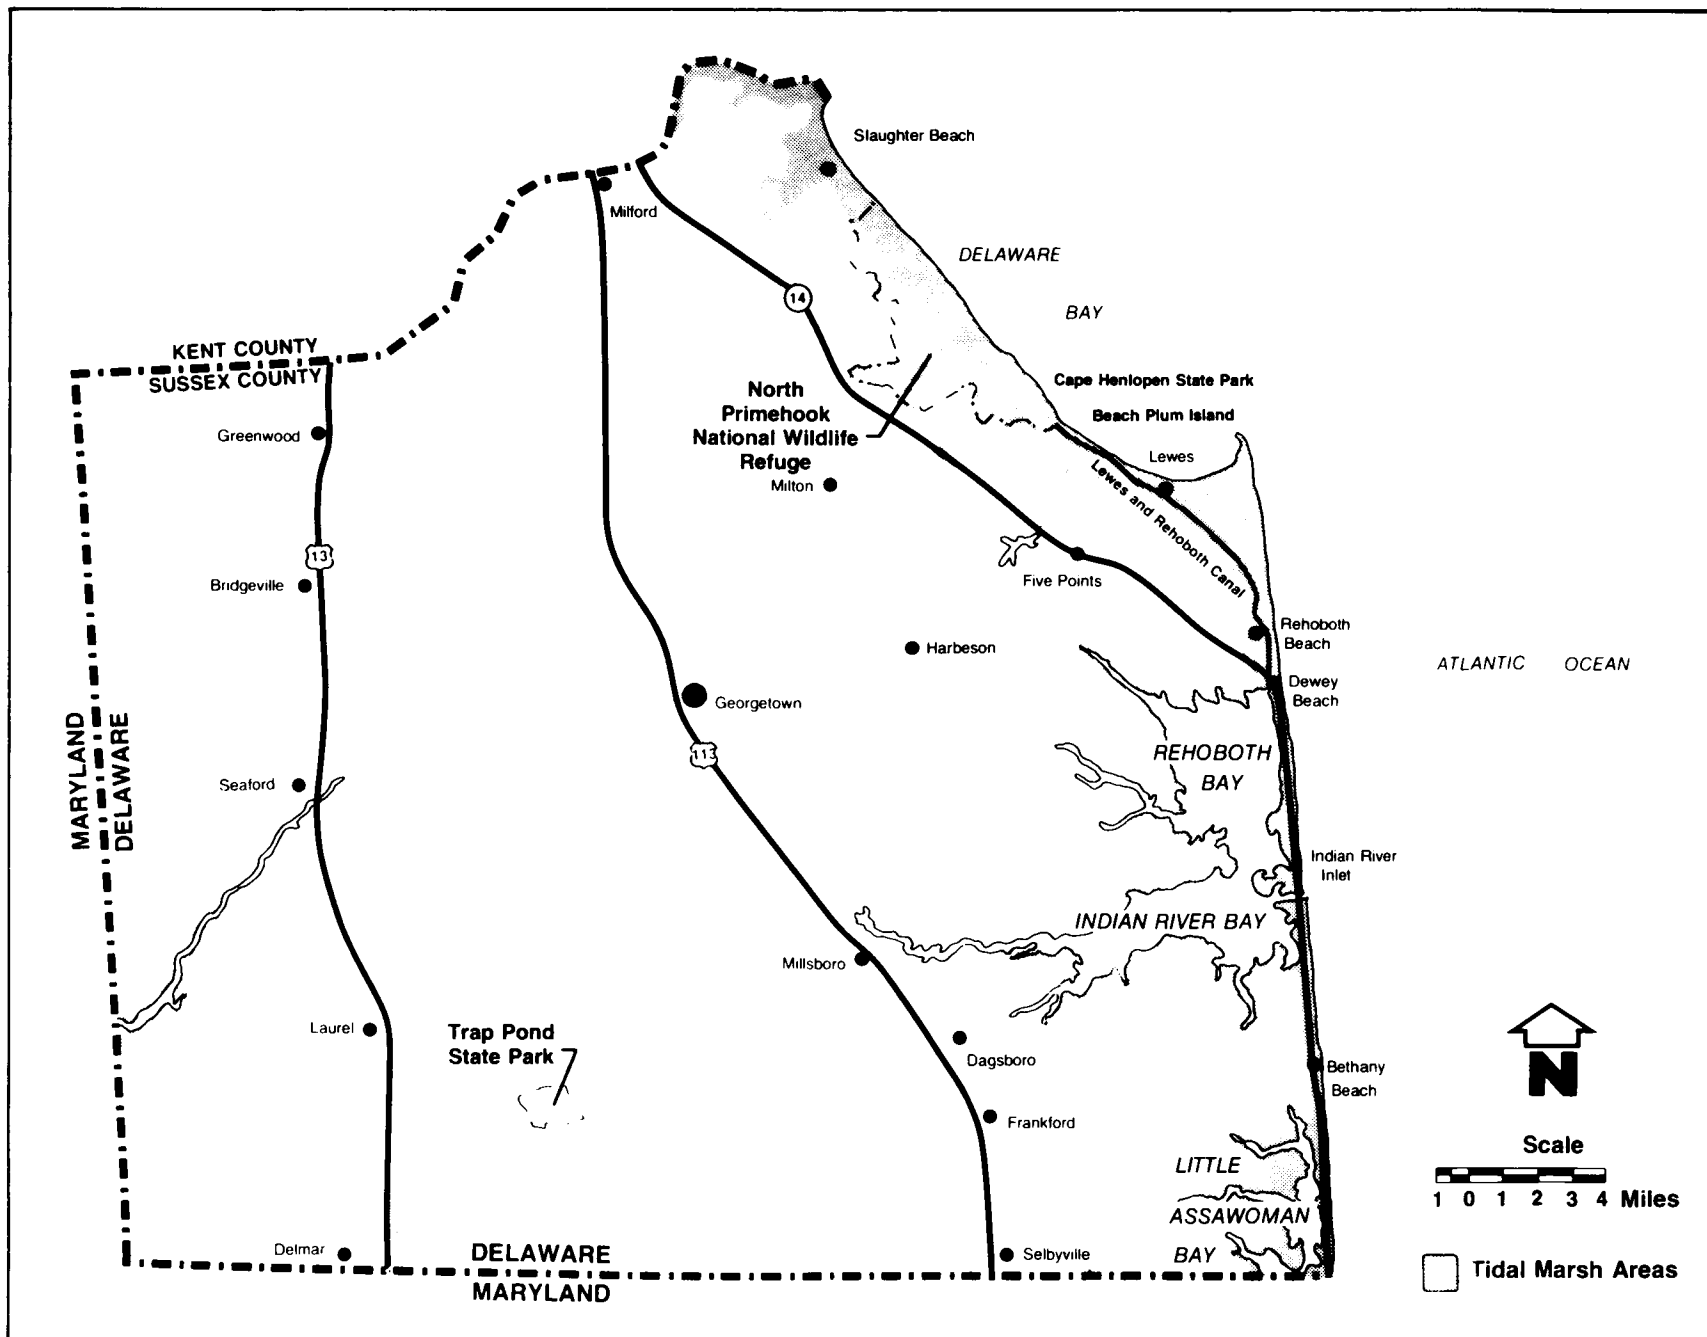 Slaughter Beach
Milford
DELAWARE
BAY
14
KENT COUNTY
SUSSEX COUNTY
Cape Henlopen State Park
Beach Plum Island
North
Primehook
National Wildlife
Refuge
Greenwood
Lewes
Milton
Lewes and Rehoboth Canal
13
Bridgeville
Five Points
Rehoboth
Beach
Harbeson
ATLANTIC OCEAN
Dewey
Beach
Georgetown
MARYLAND
DELAWARE
113
REHOBOTH
BAY
Seaford
Indian River
Inlet
INDIAN RIVER BAY
Millsboro
Laurel
Trap Pond
State Park
Dagsboro
Bethany
Beach
N
Frankford
Scale
1 0 1 2 3 4 Miles
LITTLE
ASSAWOMAN
BAY
Delmar
DELAWARE
MARYLAND
Selbyville
Tidal Marsh Areas